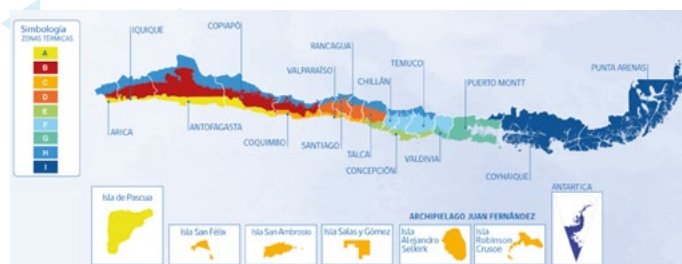 Simbología
ZONAS TÉRMICAS
A
B
C
D
E
F
G
H
I
IQUIQUE
COPIAPÓ
RANCAGUA
VALPARAÍSO
CHILLÁN
TEMUCO
PUERTO MONTT
PUNTA ARENAS
ARICA
ANTOFAGASTA
COQUIMBO
SANTIAGO
TALCA
CONCEPCIÓN
VALDIVIA
COYHAIQUE
Isla de Pascua
Isla San Félix
Isla San Ambrosio
Isla Salas y Gómez
ARCHIPIELAGO JUAN FERNÁNDEZ
Isla
Alejandro
Selkirk
Isla
Robinson
Crusoe
ANTÁRTICA